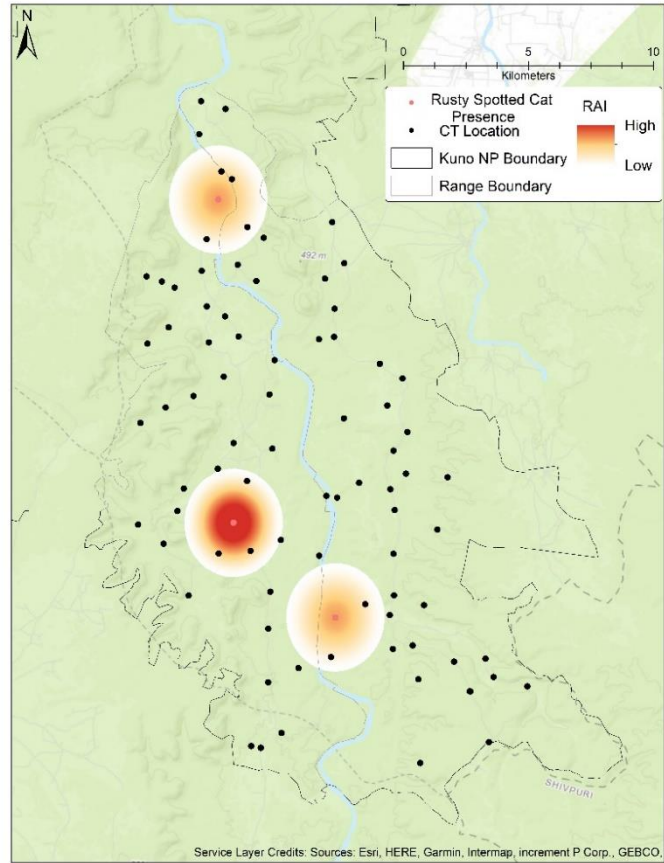 N
0 5 10
Kilometers
Rusty Spotted Cat
Presence
CT Location
Kuno NP Boundary
Range Boundary
RAI
High
Low
492 m
SHIVPURI
Service Layer Credits: Sources: Esri, HERE, Garmin, Intermap, increment P Corp., GEBCO,